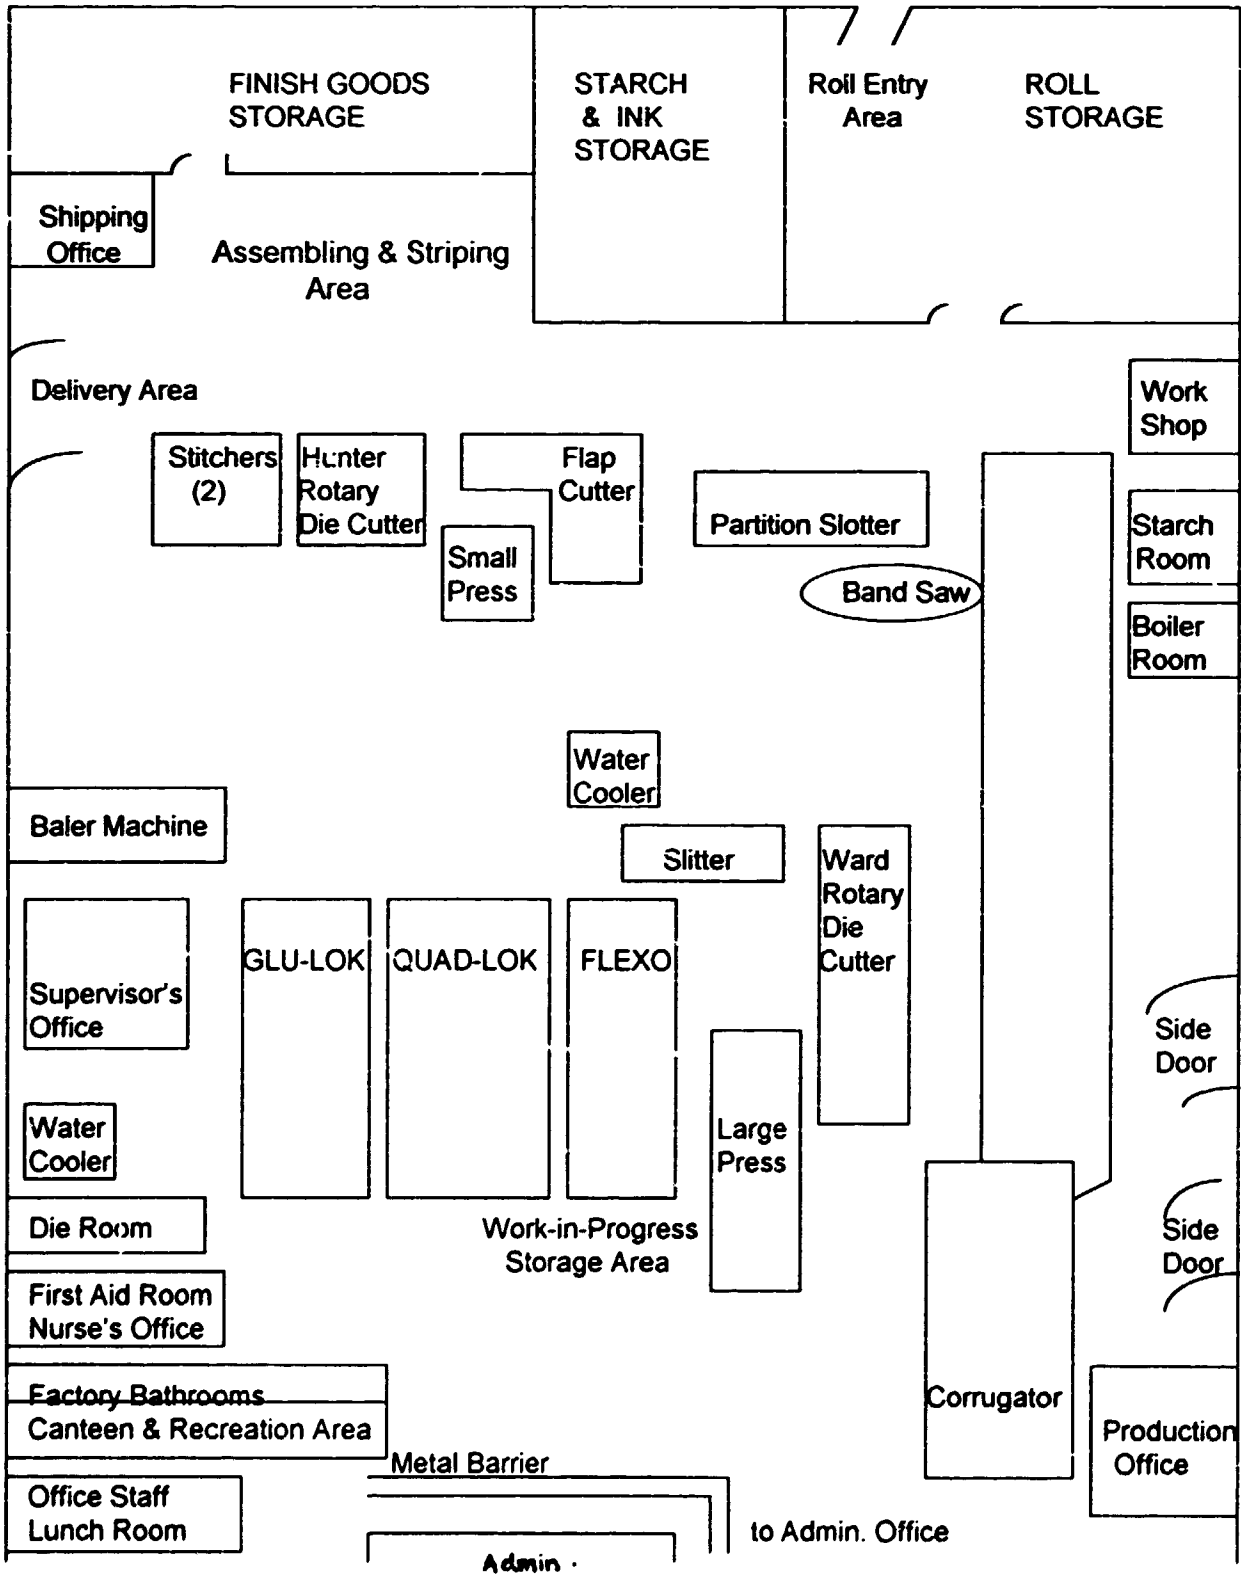 FINISH GOODS
STORAGE
STARCH
& INK
STORAGE
Roll Entry
Area
ROLL
STORAGE
Shipping
Office
Assembling & Striping
Area
Delivery Area
Work
Shop
Stitchers
(2)
Hunter
Rotary
Die Cutter
Flap
Cutter
Partition Slotter
Starch
Room
Small
Press
Band Saw
Boiler
Room
Water
Cooler
Baler Machine
Slitter
Ward
Rotary
Die
Cutter
GLU-LOK
QUAD-LOK
FLEXO
Supervisor's
Office
Side
Door
Water
Cooler
Large
Press
Die Room
Work-in-Progress
Storage Area
Side
Door
First Aid Room
Nurse's Office
Factory Bathrooms
Canteen & Recreation Area
Corrugator
Production
Office
Metal Barrier
Office Staff
Lunch Room
to Admin. Office
Admin.